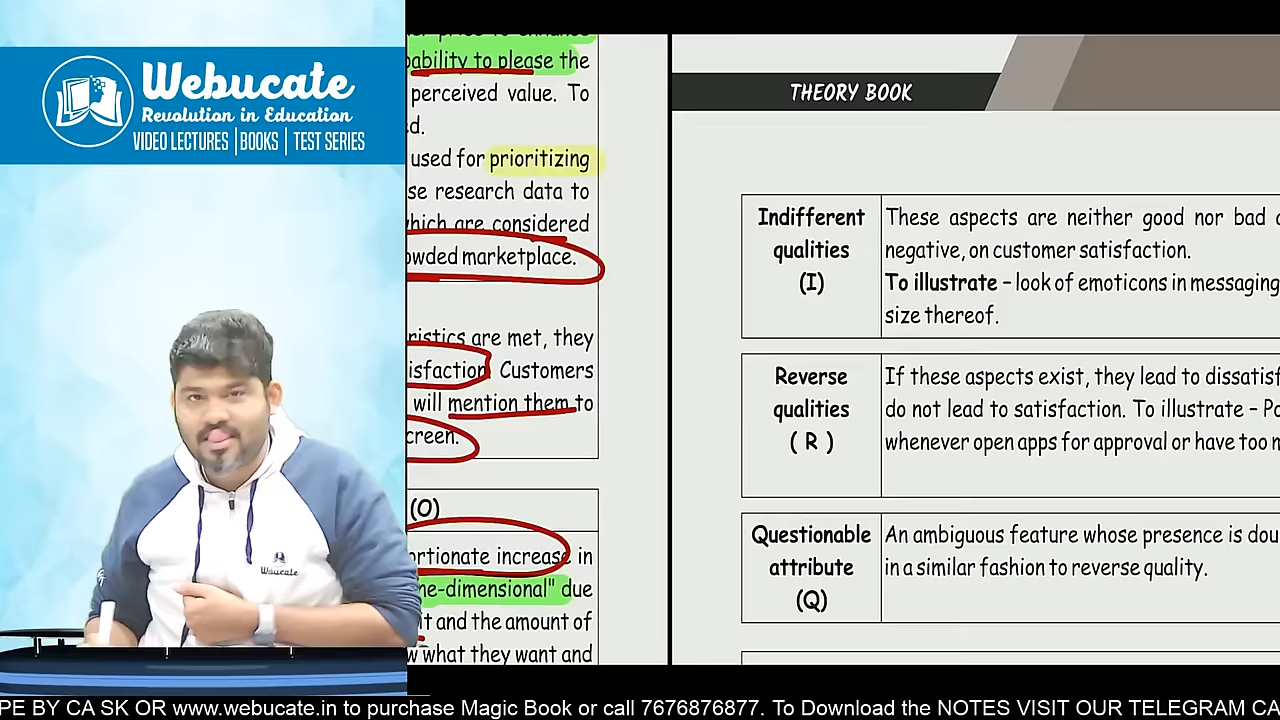 Webucate
Revolution in Education
VIDEO LECTURES | BOOKS | TEST SERIES
ability to please the
perceived value. To
used for prioritizing
se research data to
which are considered
owded marketplace.
are met, they
Customers
will mention them to
creen.
(O)
increase in
ne-dimensional" due
and the amount of
what they want and
THEORY BOOK
Indifferent
qualities
(I)
These aspects are neither good nor bad
negative, on customer satisfaction.
To illustrate – look of emoticons in messaging
size thereof.
Reverse
qualities
( R )
If these aspects exist, they lead to dissatisf
do not lead to satisfaction. To illustrate – Po
whenever open apps for approval or have too
Questionable
attribute
(Q)
An ambiguous feature whose presence is dou
in a similar fashion to reverse quality.
Webucate
PE BY CA SK OR www.webucate.in to purchase Magic Book or call 7676876877. To Download the NOTES VISIT OUR TELEGRAM CA